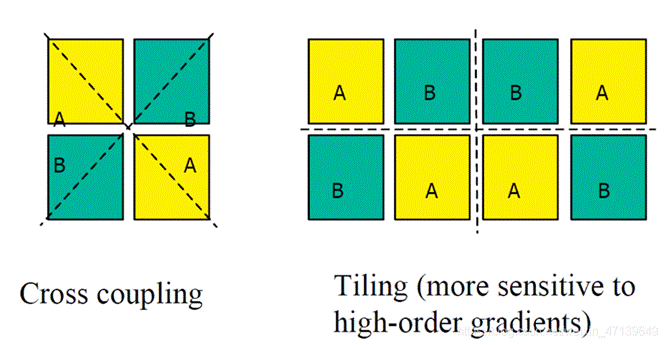 A B
B A
A B B A
B A A B
Cross coupling
Tiling (more sensitive to
high-order gradients)